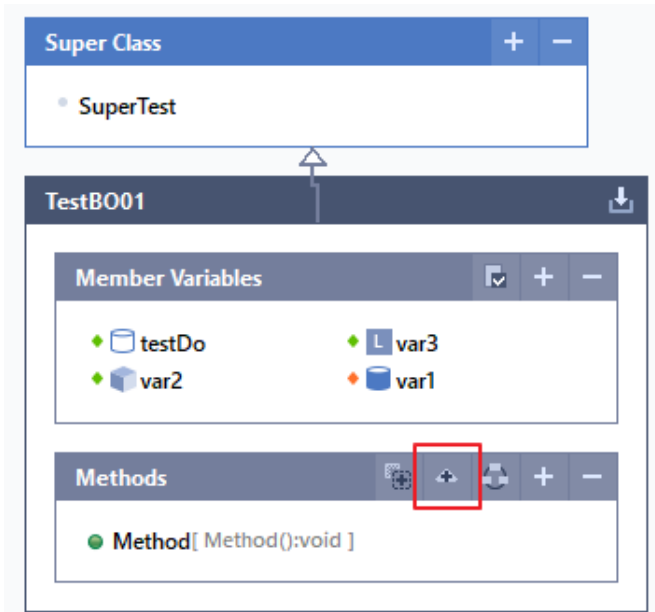 Super Class
SuperTest
TestBO01
Member Variables
testDo
L var3
var2
var1
Methods
Method[ Method():void ]